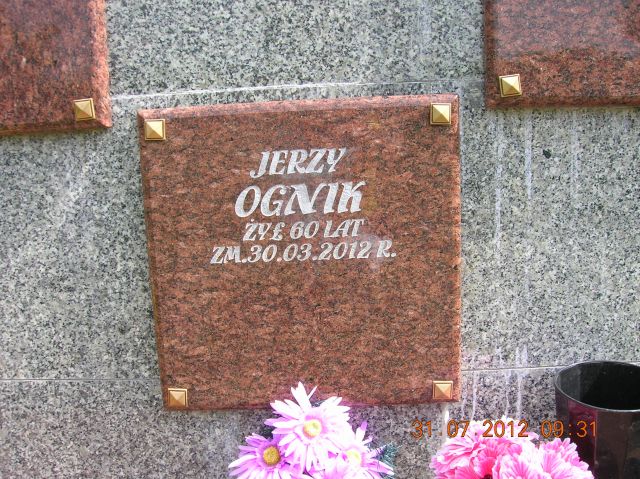 JERZY
OGNIK
ŻYŁ 60 LAT
ZM.30.03.2012 R.
31 07 2012 09:31